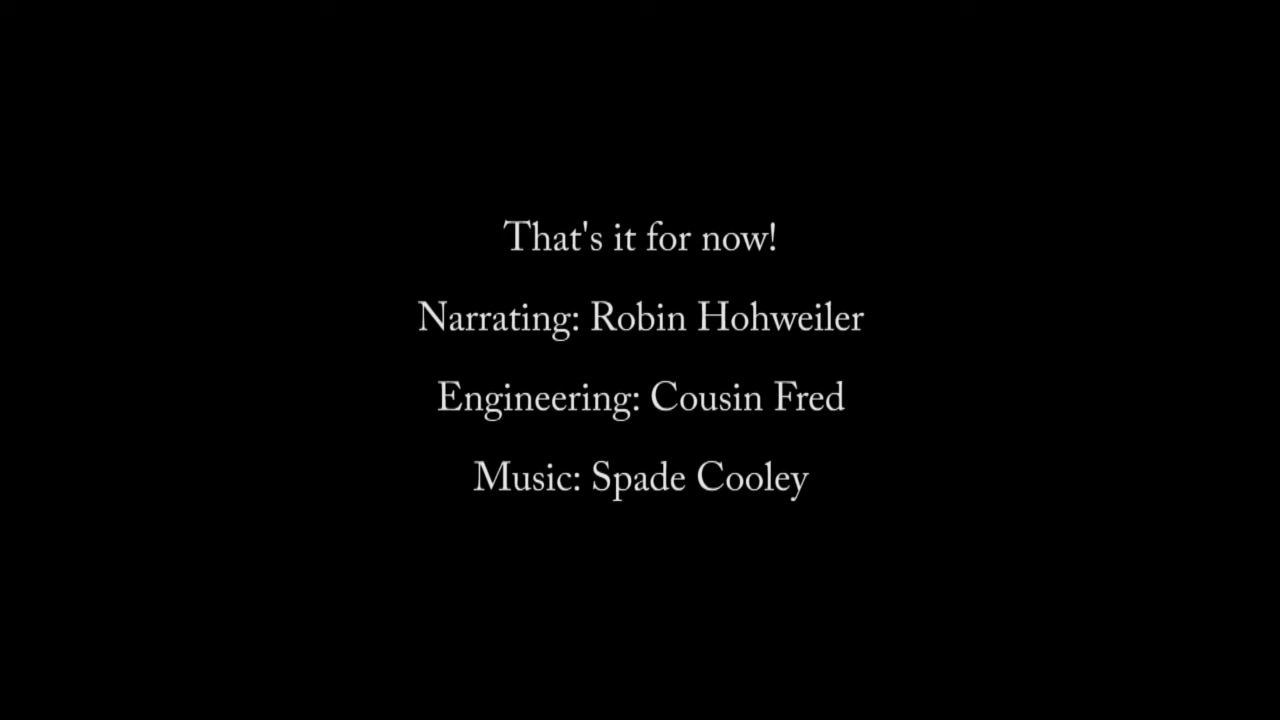 That's it for now!
Narrating: Robin Hohweiler
Engineering: Cousin Fred
Music: Spade Cooley